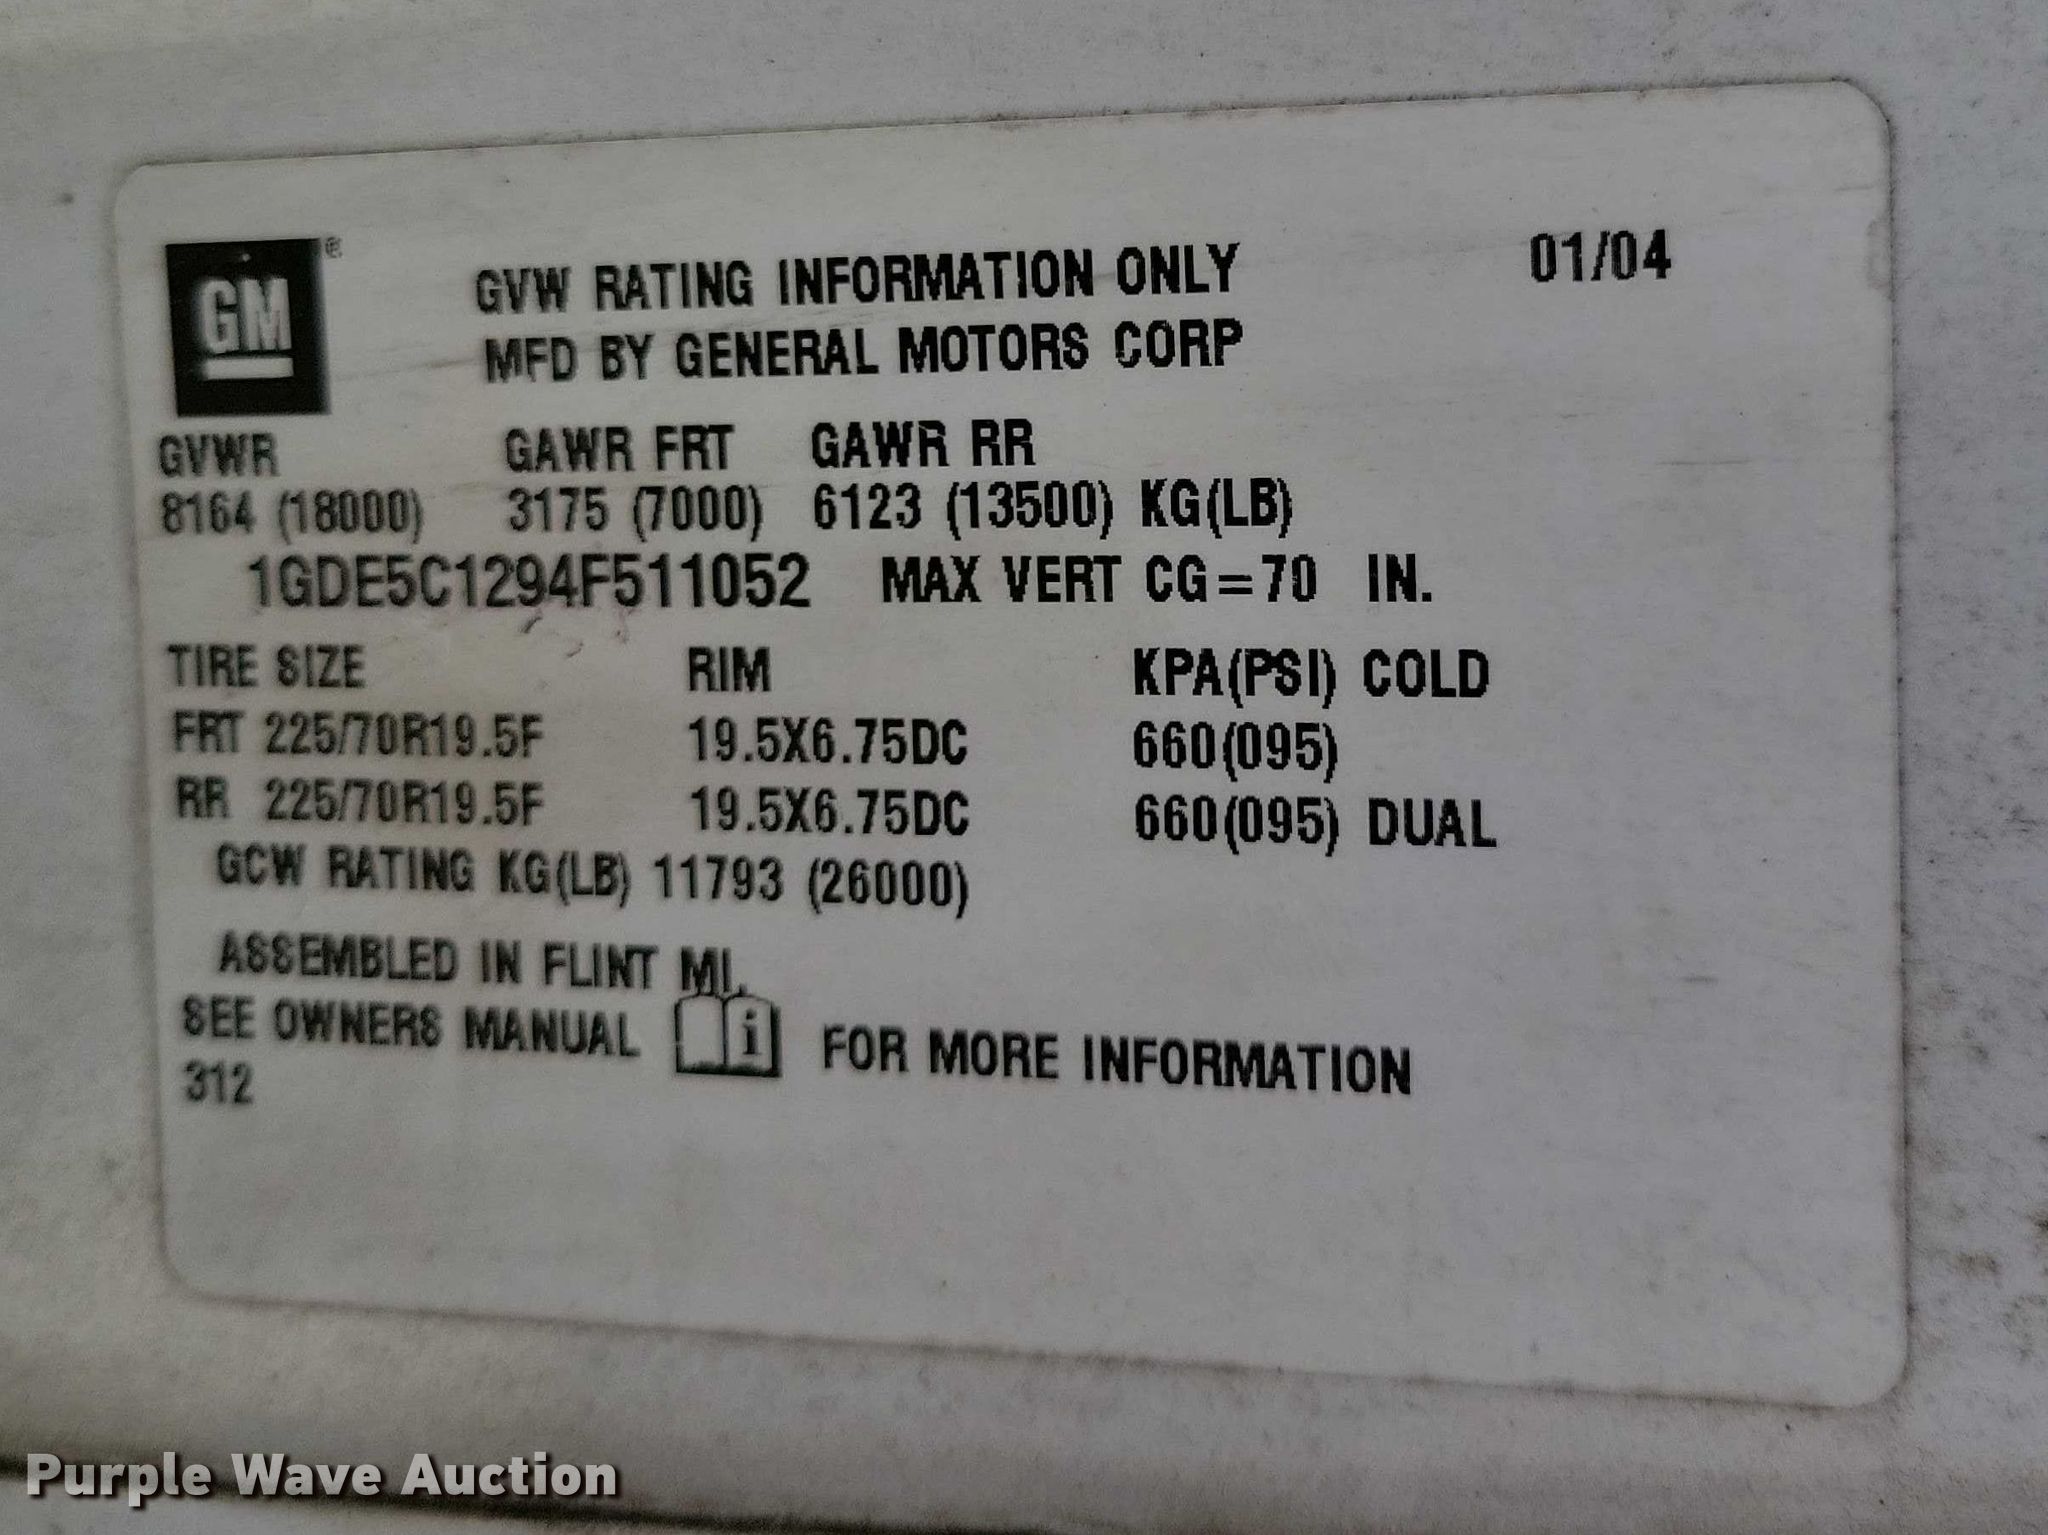 GM®
GVW RATING INFORMATION ONLY 01/04
MFD BY GENERAL MOTORS CORP
GVWR GAWR FRT GAWR RR
8164 (18000) 3175 (7000) 6123 (13500) KG(LB)
1GDE5C1294F511052 MAX VERT CG=70 IN.
TIRE SIZE RIM KPA(PSI) COLD
FRT 225/70R19.5F 19.5X6.75DC 660(095)
RR 225/70R19.5F 19.5X6.75DC 660(095) DUAL
GCW RATING KG(LB) 11793 (26000)
ASSEMBLED IN FLINT MI.
SEE OWNERS MANUAL i FOR MORE INFORMATION
312
Purple Wave Auction